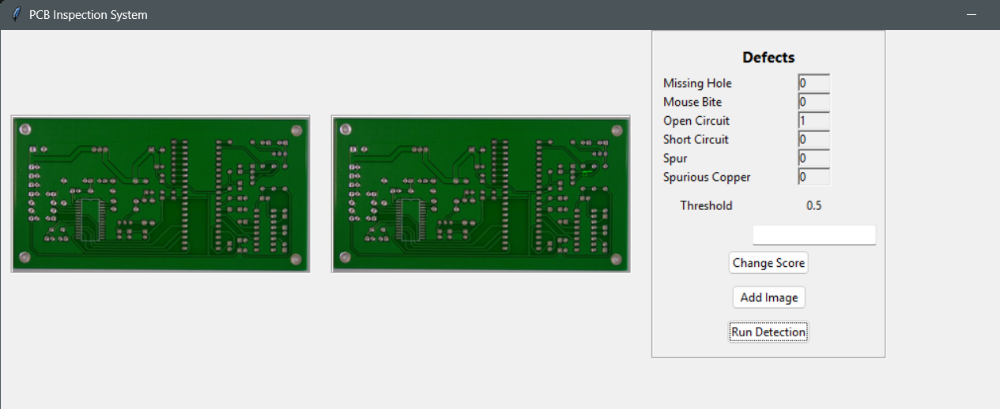 PCB Inspection System
Defects
Missing Hole 0
Mouse Bite 0
Open Circuit 1
Short Circuit 0
Spur 0
Spurious Copper 0
Threshold 0.5
Change Score
Add Image
Run Detection